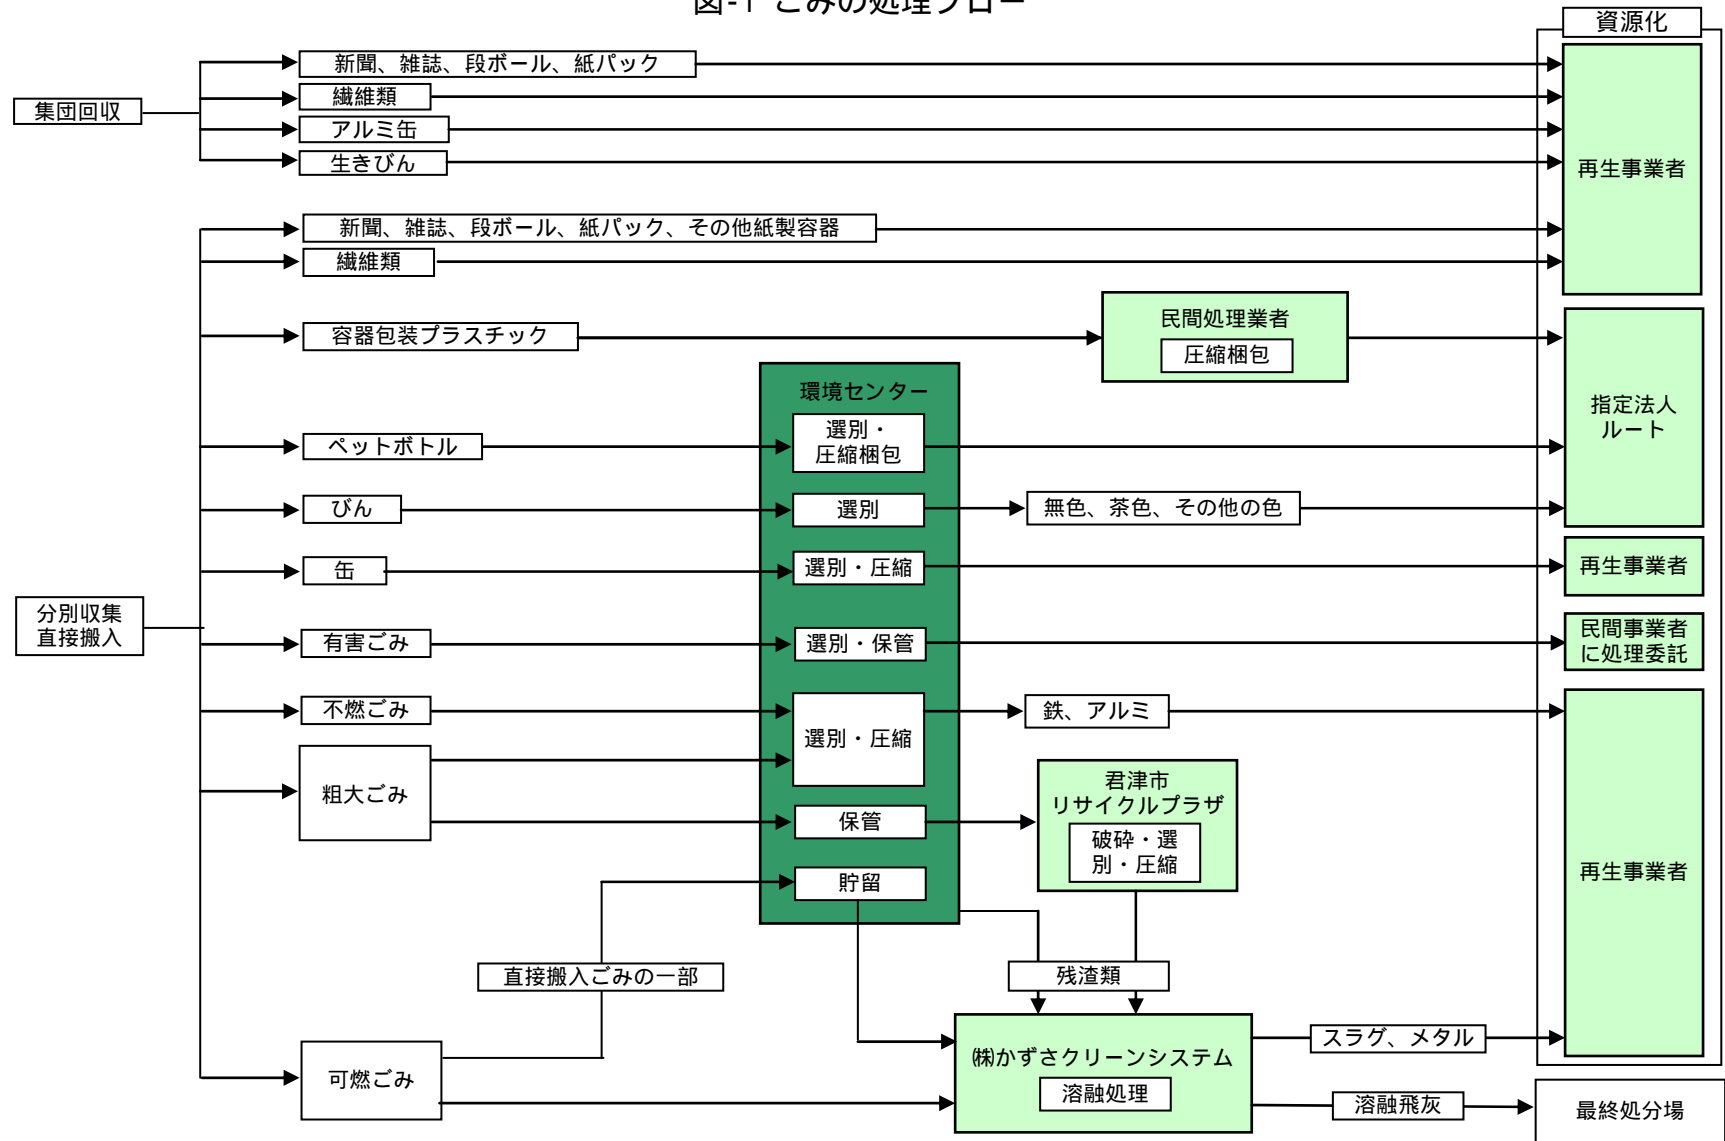 図-1 ごみの処理フロー
資源化
新聞、雑誌、段ボール、紙パック
繊維類
集団回収
アルミ缶
生きびん
再生事業者
新聞、雑誌、段ボール、紙パック、その他紙製容器
繊維類
民間処理業者
容器包装プラスチック
圧縮梱包
環境センター
指定法人
ルート
ペットボトル
選別・
圧縮梱包
びん
選別
無色、茶色、その他の色
缶
選別・圧縮
再生事業者
分別収集
直接搬入
有害ごみ
選別・保管
民間事業者
に処理委託
不燃ごみ
選別・圧縮
鉄、アルミ
粗大ごみ
君津市
リサイクルプラザ
保管
破砕・選
別・圧縮
貯留
再生事業者
直接搬入ごみの一部
残渣類
スラグ、メタル
㈱かずさクリーンシステム
可燃ごみ
溶融処理
溶融飛灰
最終処分場